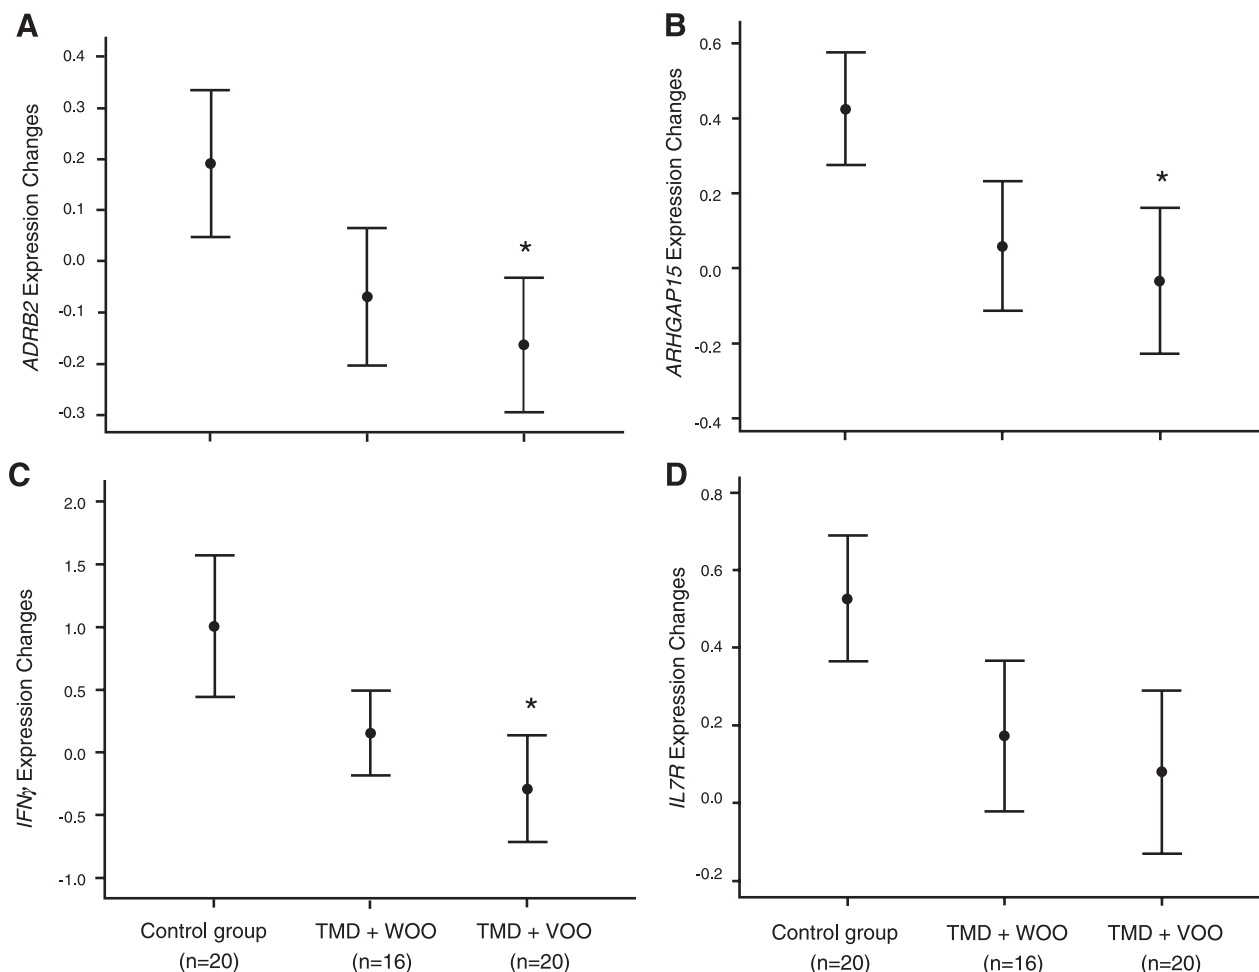 A
ADRB2 Expression Changes
0.4
0.3
0.2
0.1
0.0
-0.1
-0.2
-0.3
*
B
ARHGAP15 Expression Changes
0.6
0.4
0.2
0.0
-0.2
-0.4
*
C
IFNγ Expression Changes
2.0
1.5
1.0
0.5
0.0
-0.5
-1.0
*
Control group
(n=20)
TMD + WOO
(n=16)
TMD + VOO
(n=20)
D
IL7R Expression Changes
0.8
0.6
0.4
0.2
0.0
-0.2
Control group
(n=20)
TMD + WOO
(n=16)
TMD + VOO
(n=20)